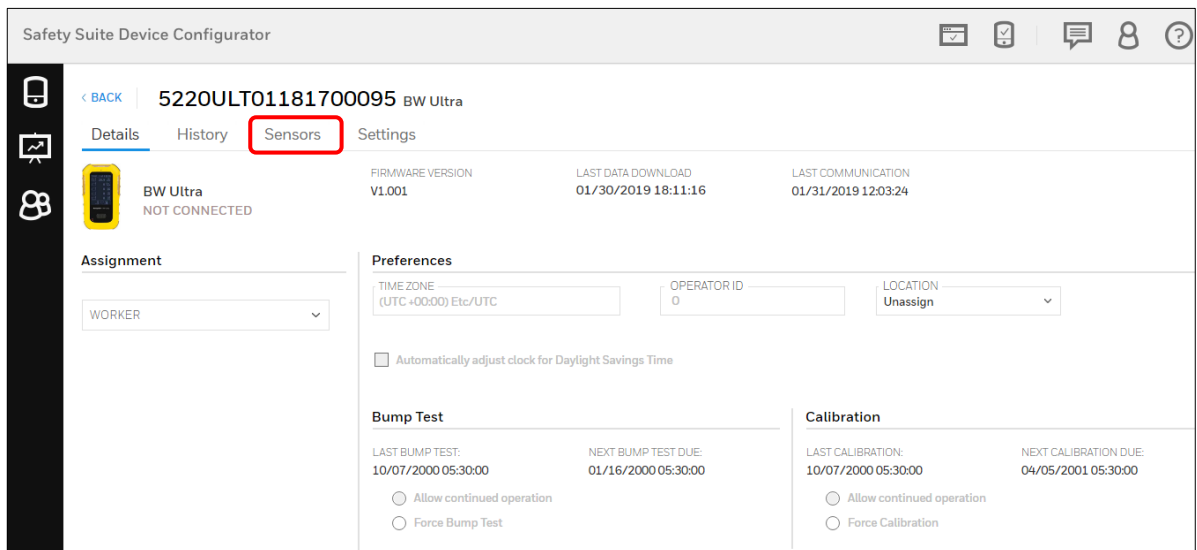 Safety Suite Device Configurator
< BACK
5220ULT01181700095 BW Ultra
Details History Sensors Settings
BW Ultra
NOT CONNECTED
FIRMWARE VERSION
V1.001
LAST DATA DOWNLOAD
01/30/2019 18:11:16
LAST COMMUNICATION
01/31/2019 12:03:24
Assignment
WORKER
Preferences
TIME ZONE
(UTC +00:00) Etc/UTC
OPERATOR ID
0
LOCATION
Unassign
Automatically adjust clock for Daylight Savings Time
Bump Test
LAST BUMP TEST:
10/07/2000 05:30:00
NEXT BUMP TEST DUE:
01/16/2000 05:30:00
Allow continued operation
Force Bump Test
Calibration
LAST CALIBRATION:
10/07/2000 05:30:00
NEXT CALIBRATION DUE:
04/05/2001 05:30:00
Allow continued operation
Force Calibration